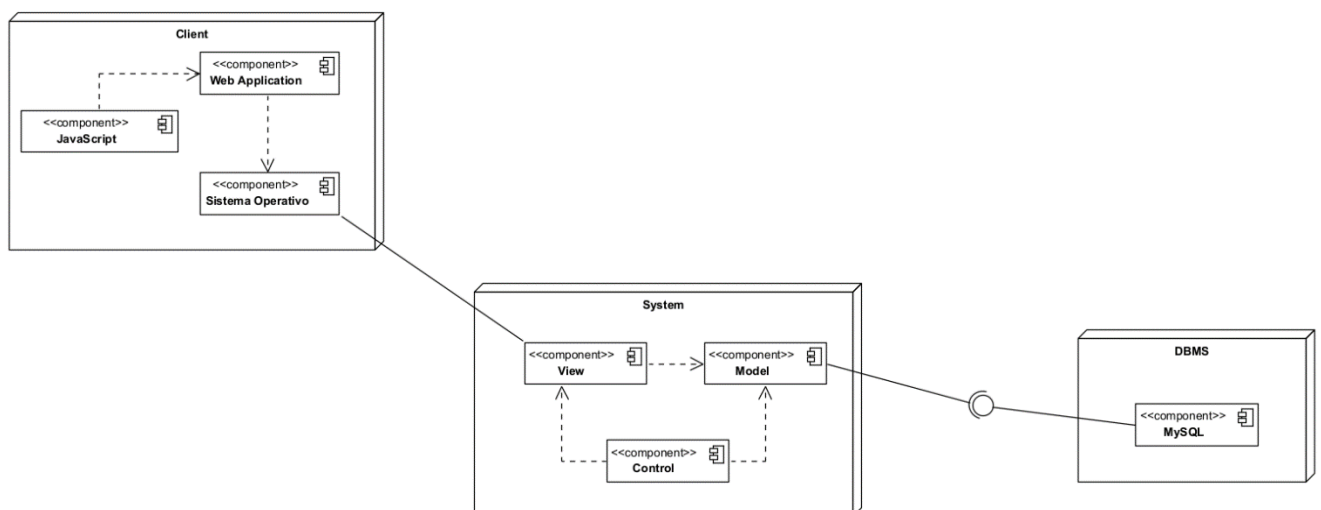 Client
<<component>>
Web Application
<<component>>
JavaScript
<<component>>
Sistema Operativo
System
<<component>>
View
<<component>>
Model
<<component>>
Control
DBMS
<<component>>
MySQL